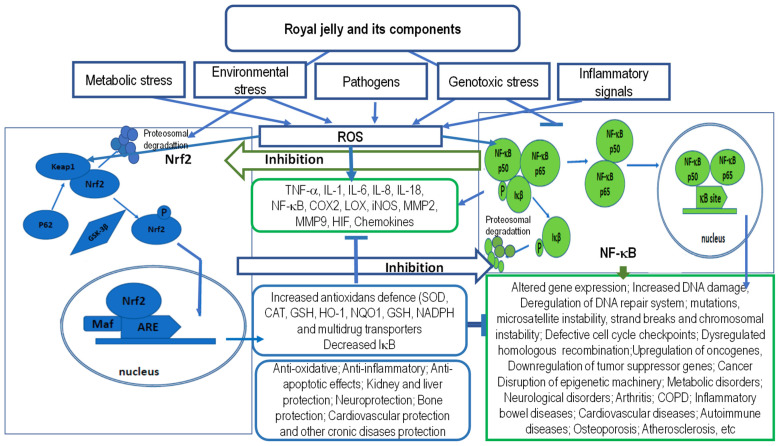 Royal jelly and its components
Metabolic stress
Environmental
stress
Pathogens
Genotoxic stress
Inflammatory
signals
Proteosomal
degradattion
ROS
Keap1
Nrf2
Nrf2
Inhibition
P62
GSK-3β
Nrf2
P
TNF-α, IL-1, IL-6, IL-8, IL-18,
NF-κB, COX2, LOX, iNOS, MMP2,
MMP9, HIF, Chemokines
NF-κB
p50
NF-κB
p65
P
Iκβ
NF-κB
p50
NF-κB
p65
NF-κB
p50
NF-κB
p65
κB site
nucleus
Proteosomal
degradattion
P
Iκβ
NF-κB
Inhibition
Nrf2
Maf
ARE
nucleus
Increased antioxidans defence (SOD,
CAT, GSH, HO-1, NQO1, GSH, NADPH
and multidrug transporters
Decreased IκB
Anti-oxidative; Anti-inflammatory; Anti-
apoptotic effects; Kidney and liver
protection; Neuroprotection; Bone
protection; Cardiovascular protection
and other cronic diseases protection
Altered gene expression; Increased DNA damage;
Deregulation of DNA repair system; mutations,
microsatellite instability, strand breaks and chromosomal
instability; Defective cell cycle checkpoints; Dysregulated
homologous recombination;Upregulation of oncogenes,
Downregulation of tumor suppressor genes; Cancer
Disruption of epigenetic machinery; Metabolic disorders;
Neurological disorders; Arthritis; COPD; Inflammatory
bowel diseases; Cardiovascular diseases; Autoimmune
diseases; Osteoporosis; Atherosclerosis, etc